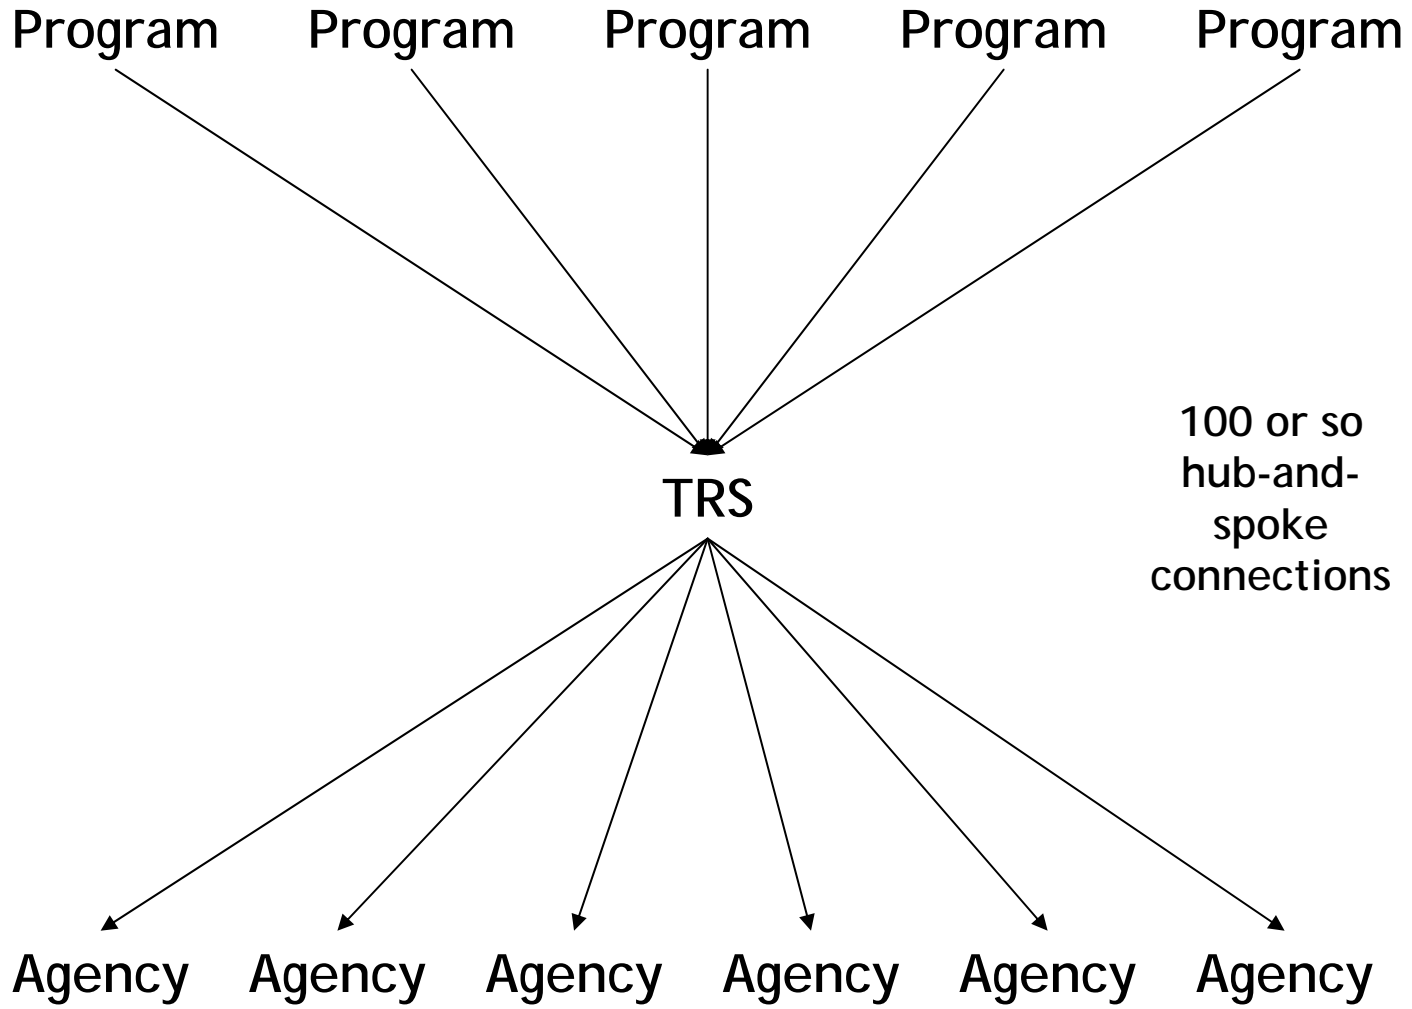 Program Program Program Program Program
100 or so
hub-and-
spoke
connections
TRS
Agency Agency Agency Agency Agency Agency